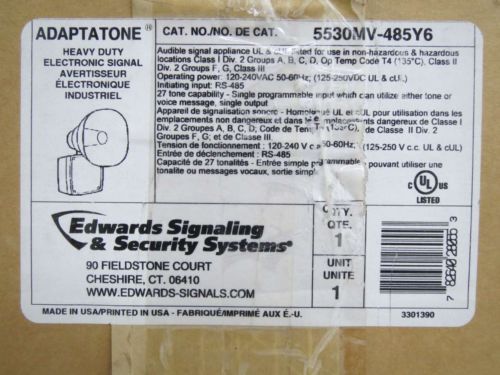 ADAPTATONE®
HEAVY DUTY
ELECTRONIC SIGNAL
AVERTISSEUR
ÉLECTRONIQUE
INDUSTRIEL
CAT. NO./NO. DE CAT. 5530MV-485Y6
Audible signal appliance UL & cUL listed for use in non-hazardous & hazardous
locations Class I Div. 2 Groups A, B, C, D, Op Temp Code T4 (135°C), Class II
Div. 2 Groups F, G, Class III
Operating power: 120-240VAC 50-60Hz, (125-250VDC UL & cUL)
Initiating input: RS-485
27 tone capability - Single programmable input which can utilize either tone or
voice message, single output
Appareil de signalisation sonore - Homologué UL et pour utilisation dans les
emplacements non dangereux et dans les emplacements dangereux de Classe I
Div. 2 Groupes A, B, C, D; Code de Temp (135°C), de Classe II Div. 2
Groupes F, G, et de Classe III
Tension de fonctionnement : 120-240 V c 50-60Hz, (125-250 V c.c. UL & cUL)
Entrée de déclenchement : RS-485
Capacité de 27 tonalités - Entrée simple programmable pouvant utiliser une
tonalité ou messages vocaux, sortie simple
C UL US
LISTED
Edwards Signaling
& Security Systems®
90 FIELDSTONE COURT
CHESHIRE, CT. 06410
WWW.EDWARDS-SIGNALS.COM
QTY.
QTE.
1
UNIT
UNITE
1
7 82640 28055 3
MADE IN USA/PRINTED IN USA - FABRIQUÉ/IMPRIMÉ AUX É.-U.
3301390